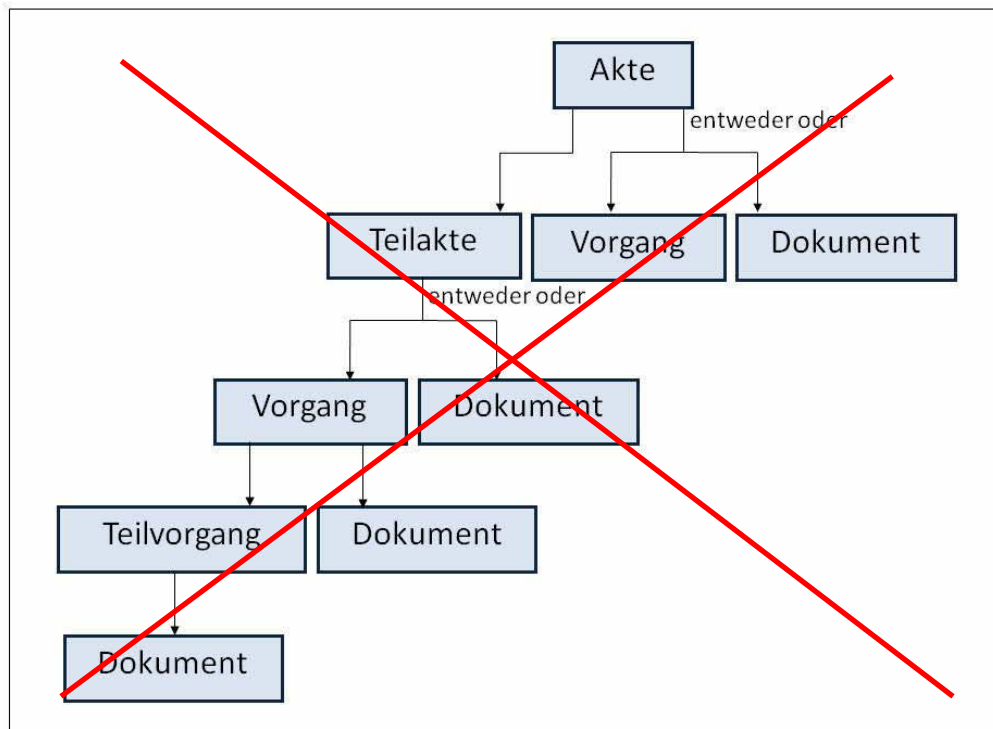 Akte
entweder oder
Teilakte
Vorgang
Dokument
entweder oder
Vorgang
Dokument
Teilvorgang
Dokument
Dokument